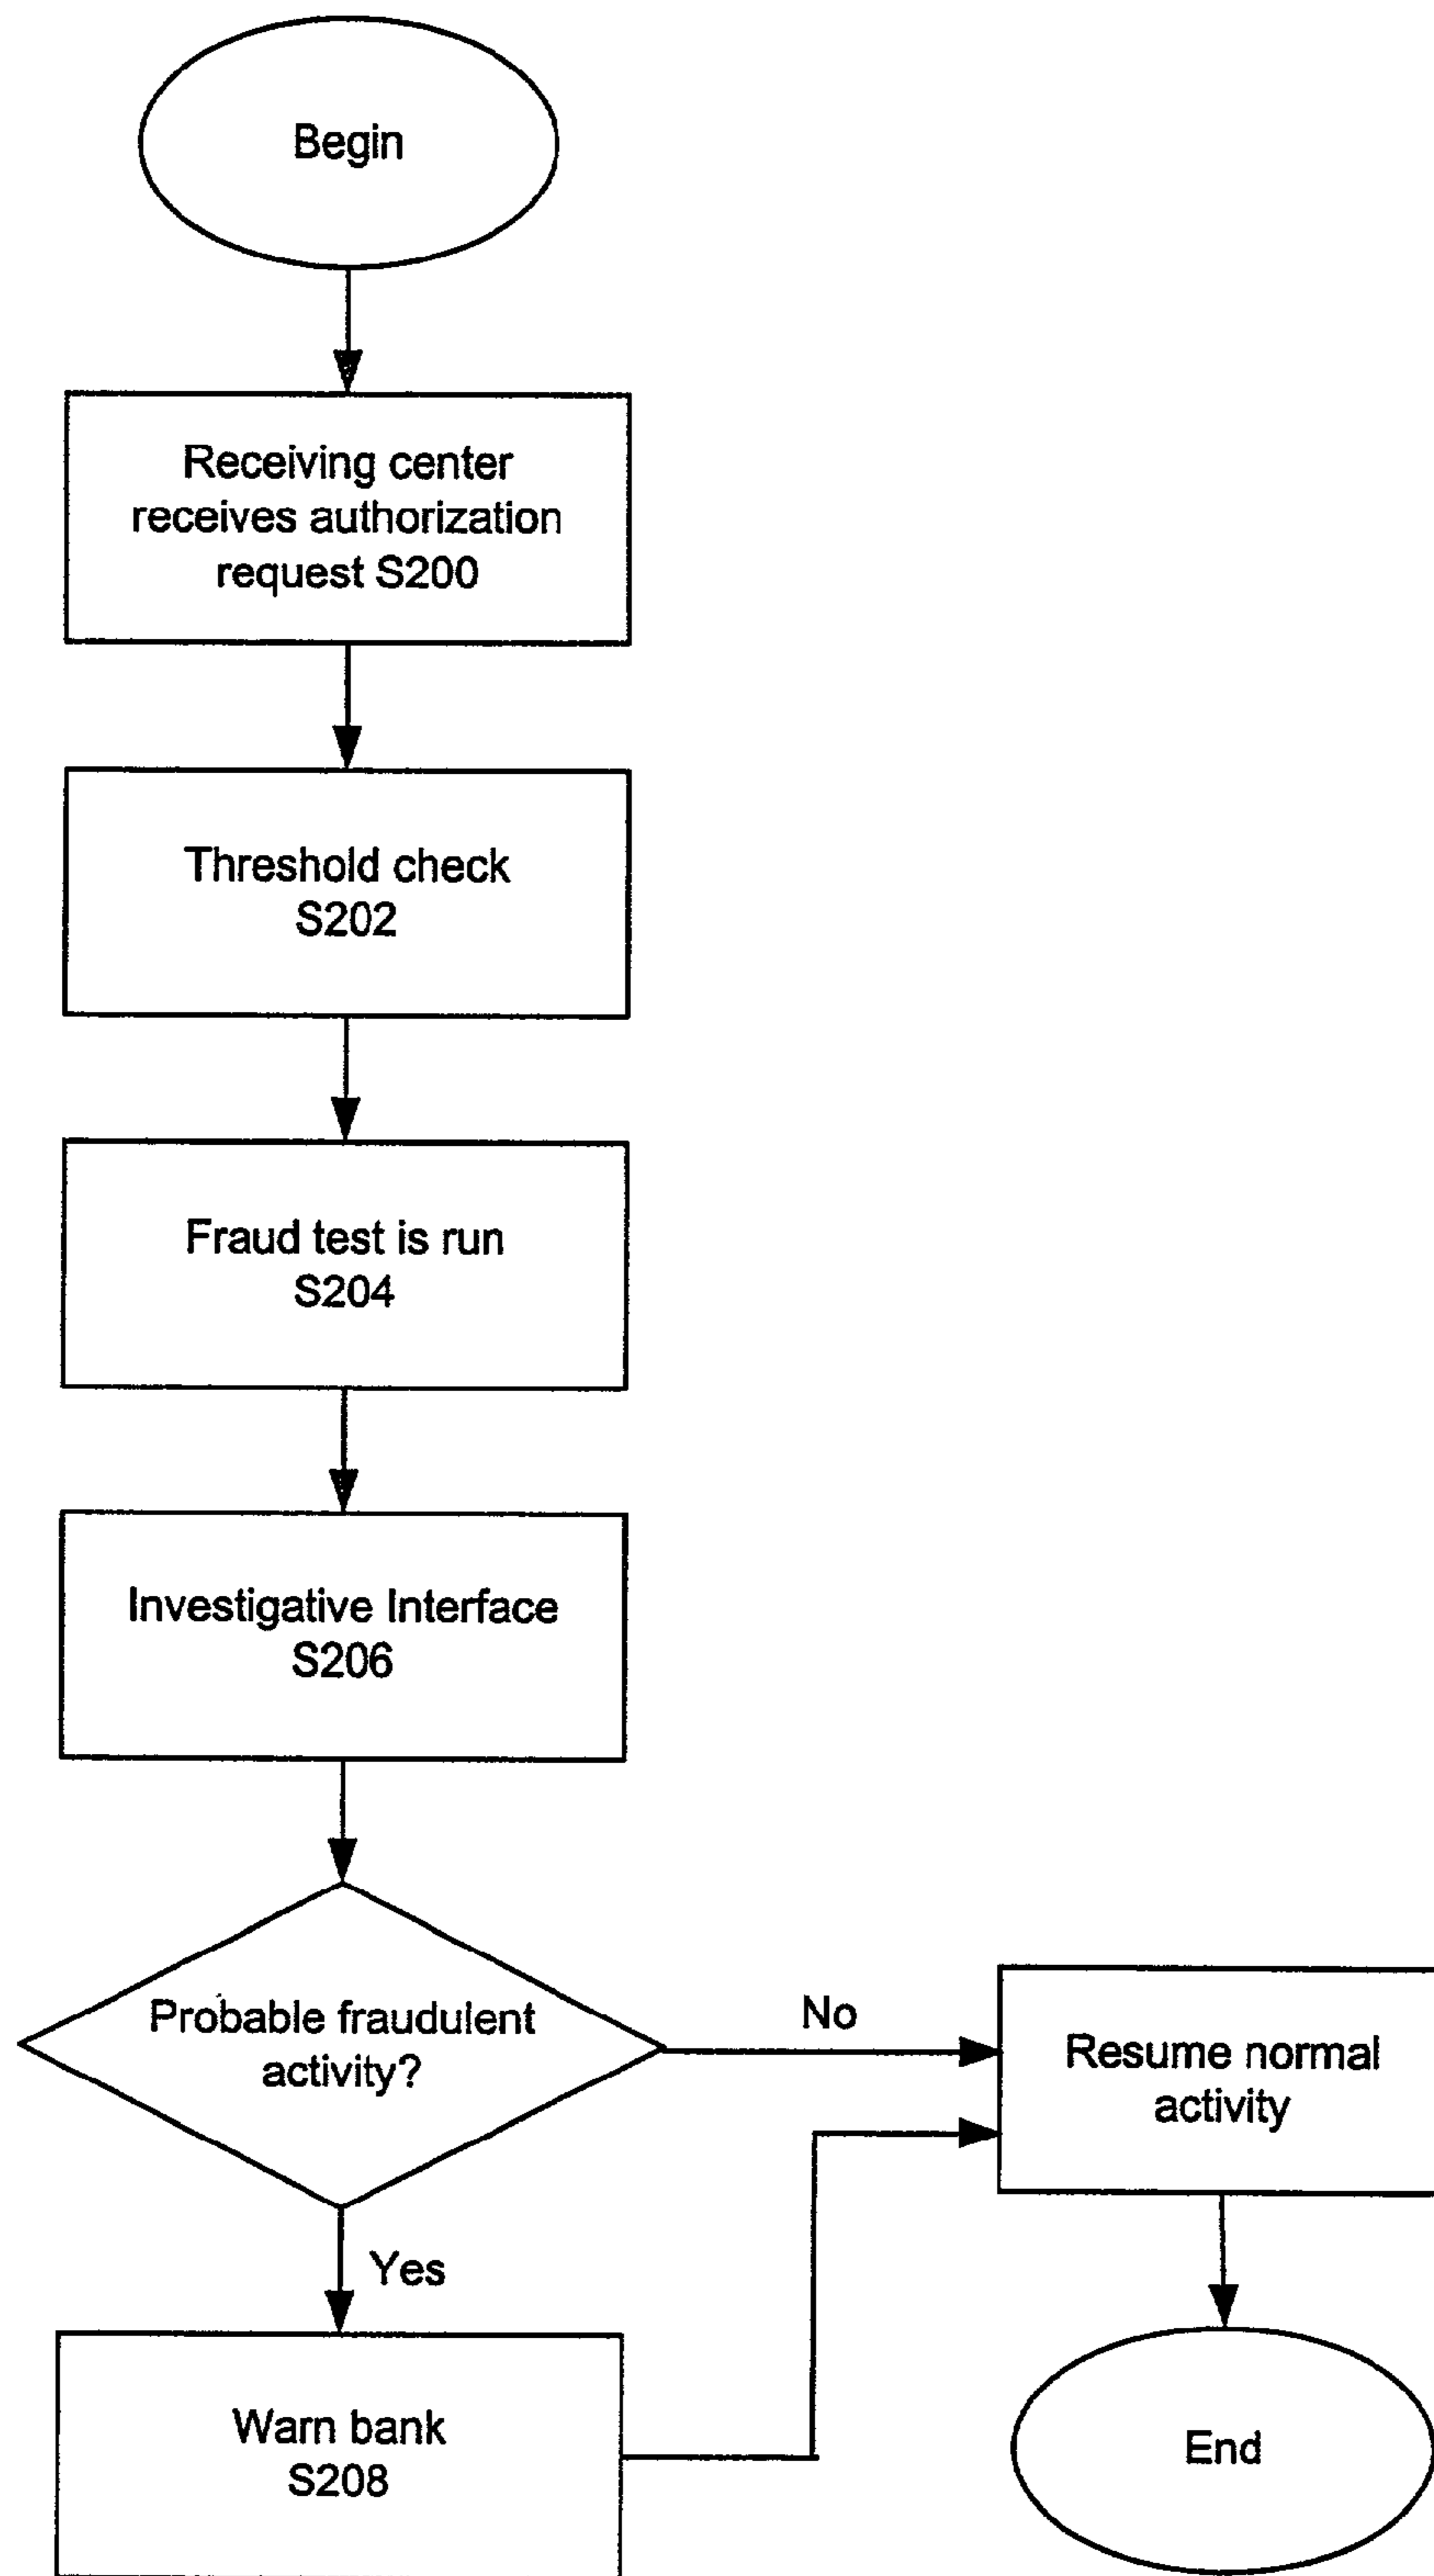 Begin
Receiving center
receives authorization
request S200
Threshold check
S202
Fraud test is run
S204
Investigative Interface
S206
Probable fraudulent
activity?
No
Resume normal
activity
Yes
Warn bank
S208
End